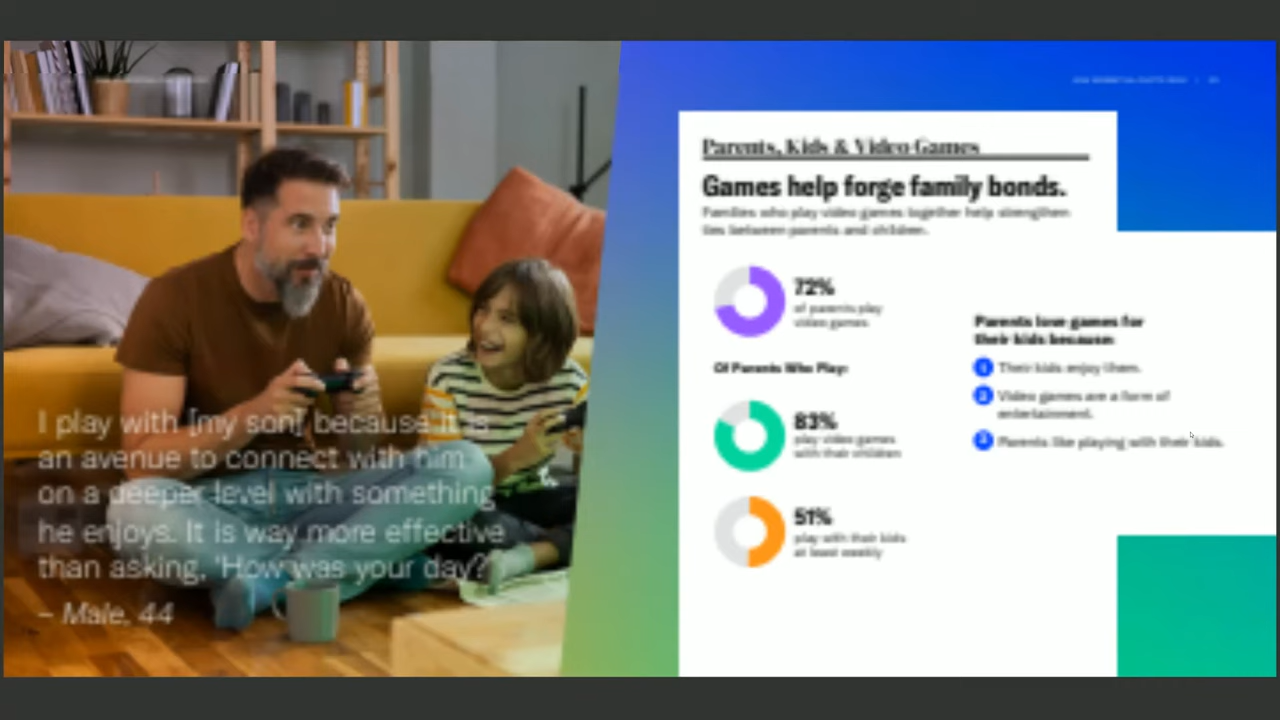 I play with [my son] because it is
an avenue to connect with him
on a deeper level with something
he enjoys. It is way more effective
than asking, 'How was your day?'
– Male, 44
Parents, Kids & Video Games
Games help forge family bonds.
Families who play video games together help strengthen
ties between parents and children.
72%
of parents play
video games
Of Parents Who Play:
83%
play video games
with their children
51%
play with their kids
at least weekly
Parents love games for
their kids because:
1 Their kids enjoy them.
2 Video games are a form of
entertainment.
3 Parents like playing with their kids.